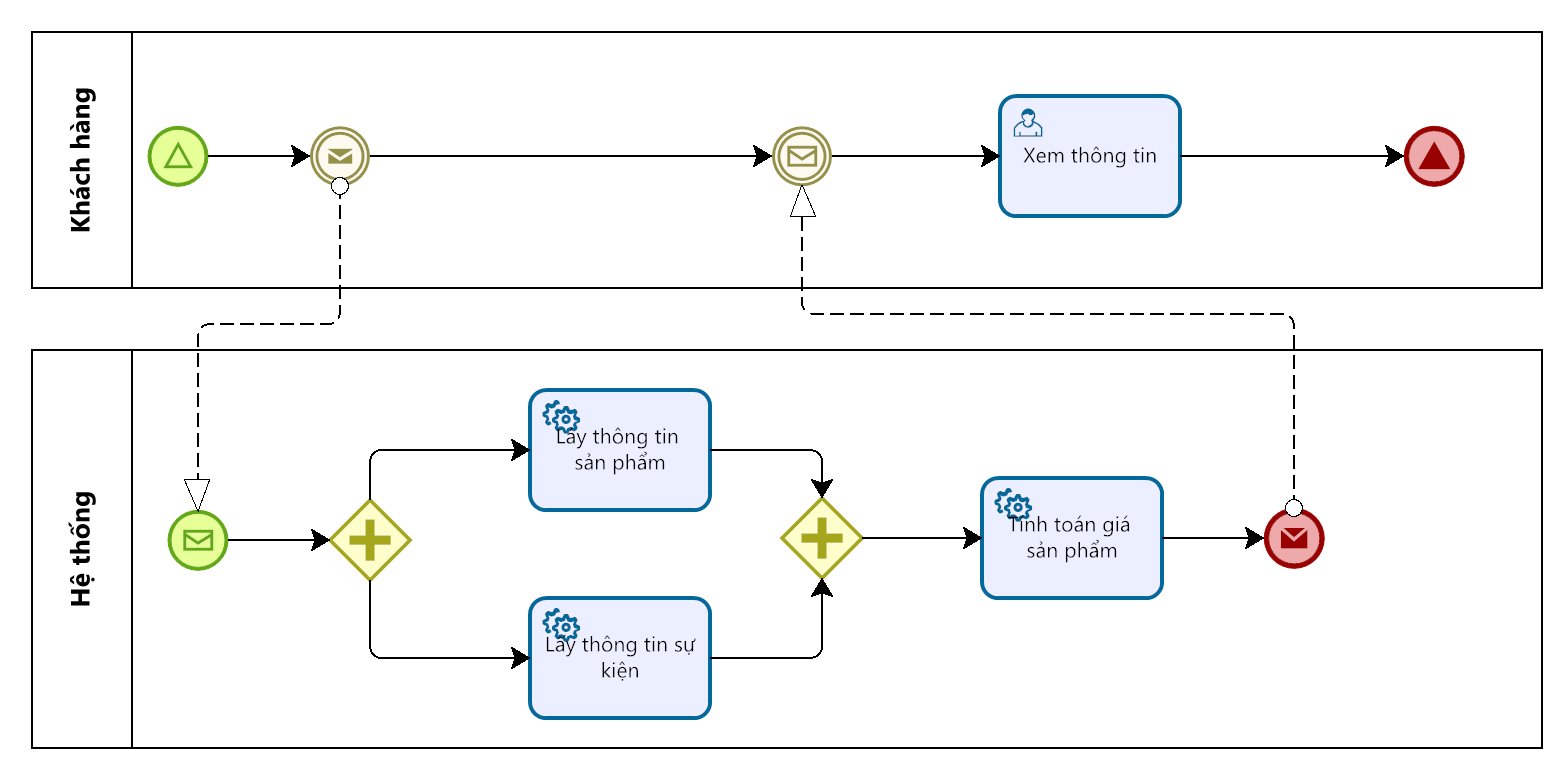 Khách hàng
Xem thông tin
Hệ thống
Lấy thông tin
sản phẩm
Lấy thông tin sự
kiện
Tính toán giá
sản phẩm